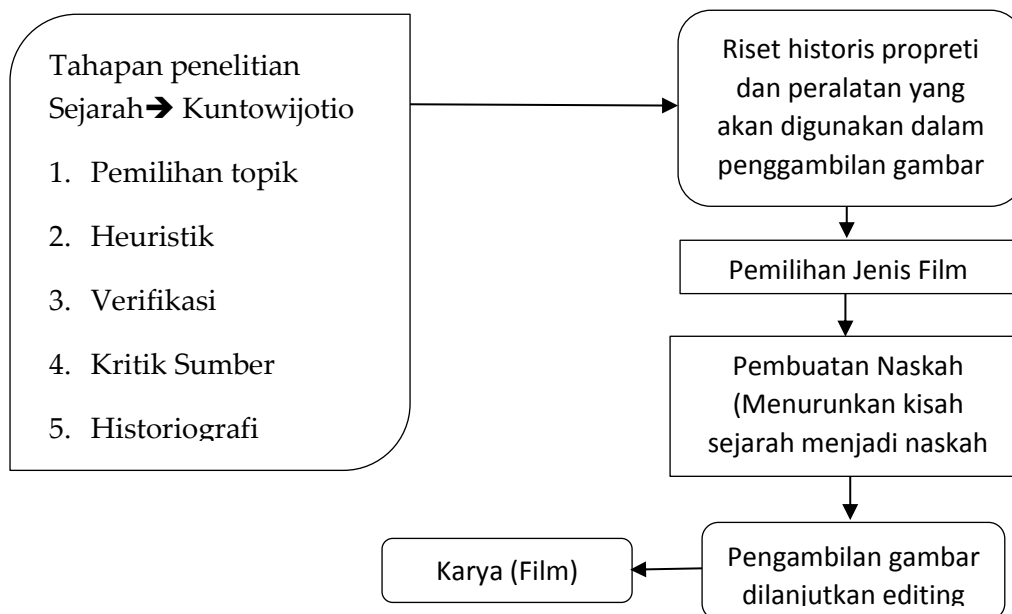 Tahapan penelitian
Sejarah➔ Kuntowijotio
1. Pemilihan topik
2. Heuristik
3. Verifikasi
4. Kritik Sumber
5. Historiografi
Riset historis propreti
dan peralatan yang
akan digunakan dalam
penggambilan gambar
Pemilihan Jenis Film
Pembuatan Naskah
(Menurunkan kisah
sejarah menjadi naskah
Pengambilan gambar
dilanjutkan editing
Karya (Film)